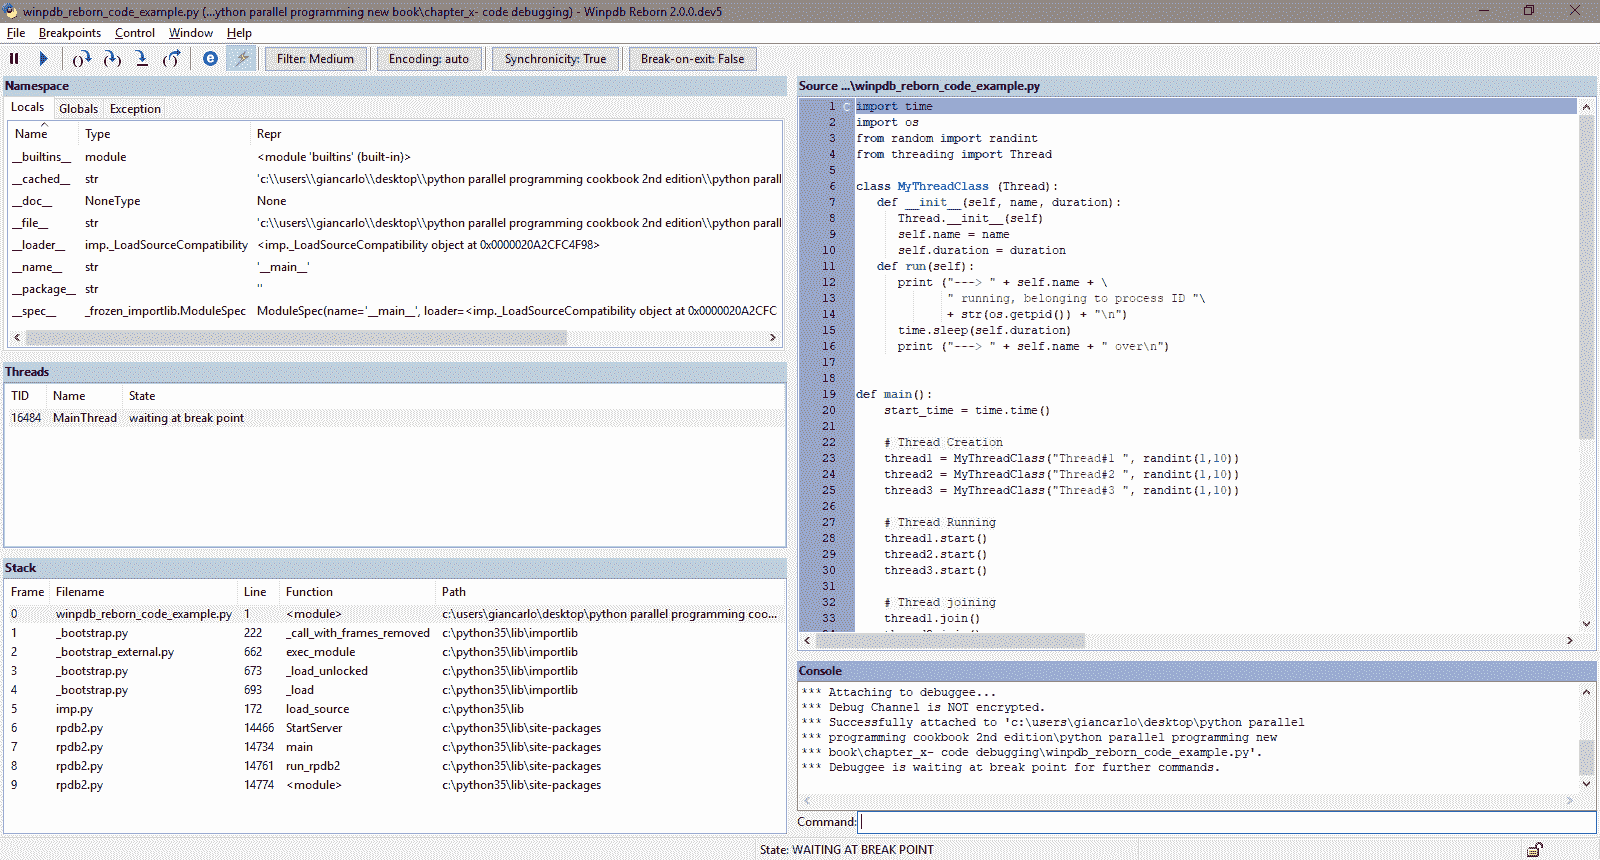 winpdb_reborn_code_example.py (...ython parallel programming new book\chapter_x- code debugging) - Winpdb Reborn 2.0.0.dev5
File Breakpoints Control Window Help
Filter: Medium Encoding: auto Synchronicity: True Break-on-exit: False
Namespace
Locals Globals Exception
Name Type Repr
__builtins__ module <module 'builtins' (built-in)>
__cached__ str 'c:\\users\\giancarlo\\desktop\\python parallel programming cookbook 2nd edition\\python parall
__doc__ NoneType None
__file__ str 'c:\\users\\giancarlo\\desktop\\python parallel programming cookbook 2nd edition\\python parall
__loader__ imp._LoadSourceCompatibility <imp._LoadSourceCompatibility object at 0x0000020A2CFC4F98>
__name__ str '__main__'
__package__ str ''
__spec__ _frozen_importlib.ModuleSpec ModuleSpec(name='__main__', loader=<imp._LoadSourceCompatibility object at 0x0000020A2CFC
Threads
TID Name State
16484 MainThread waiting at break point
Stack
Frame Filename Line Function Path
0 winpdb_reborn_code_example.py 1 <module> c:\users\giancarlo\desktop\python parallel programming coo...
1 _bootstrap.py 222 _call_with_frames_removed c:\python35\lib\importlib
2 _bootstrap_external.py 662 exec_module c:\python35\lib\importlib
3 _bootstrap.py 673 _load_unlocked c:\python35\lib\importlib
4 _bootstrap.py 693 _load c:\python35\lib\importlib
5 imp.py 172 load_source c:\python35\lib
6 rpdb2.py 14466 StartServer c:\python35\lib\site-packages
7 rpdb2.py 14734 main c:\python35\lib\site-packages
8 rpdb2.py 14761 run_rpdb2 c:\python35\lib\site-packages
9 rpdb2.py 14774 <module> c:\python35\lib\site-packages
Source ...\winpdb_reborn_code_example.py
1 C import time
2 import os
3 from random import randint
4 from threading import Thread
5
6 class MyThreadClass (Thread):
7 def __init__(self, name, duration):
8 Thread.__init__(self)
9 self.name = name
10 self.duration = duration
11 def run(self):
12 print ("---> " + self.name + \
13 " running, belonging to process ID "\
14 + str(os.getpid()) + "\n")
15 time.sleep(self.duration)
16 print ("---> " + self.name + " over\n")
17
18
19 def main():
20 start_time = time.time()
21
22 # Thread Creation
23 thread1 = MyThreadClass("Thread#1 ", randint(1,10))
24 thread2 = MyThreadClass("Thread#2 ", randint(1,10))
25 thread3 = MyThreadClass("Thread#3 ", randint(1,10))
26
27 # Thread Running
28 thread1.start()
29 thread2.start()
30 thread3.start()
31
32 # Thread joining
33 thread1.join()
Console
*** Attaching to debuggee...
*** Debug Channel is NOT encrypted.
*** Successfully attached to 'c:\users\giancarlo\desktop\python parallel
*** programming cookbook 2nd edition\python parallel programming new
*** book\chapter_x- code debugging\winpdb_reborn_code_example.py'.
*** Debuggee is waiting at break point for further commands.
Command:
State: WAITING AT BREAK POINT